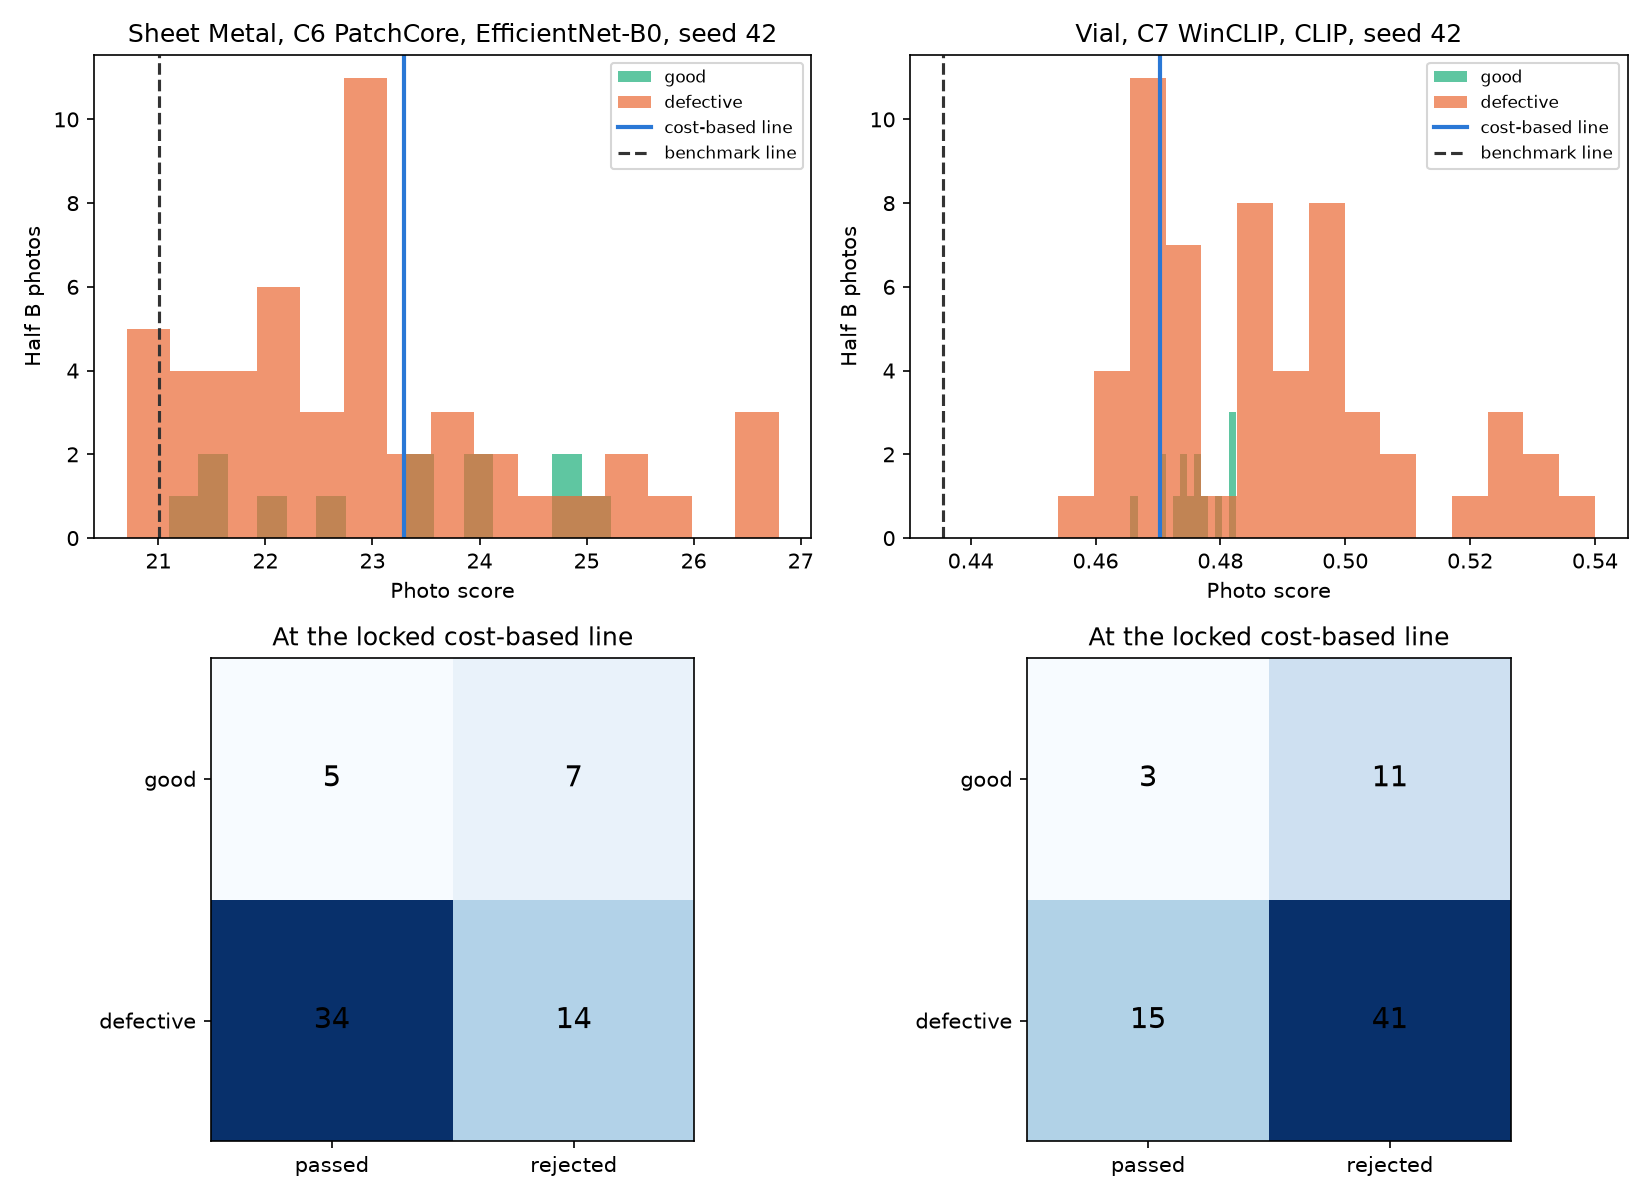 Sheet Metal, C6 PatchCore, EfficientNet-B0, seed 42
good
defective
cost-based line
benchmark line
Half B photos
10
8
6
4
2
0
21 22 23 24 25 26 27
Photo score
Vial, C7 WinCLIP, CLIP, seed 42
good
defective
cost-based line
benchmark line
Half B photos
10
8
6
4
2
0
0.44 0.46 0.48 0.50 0.52 0.54
Photo score
At the locked cost-based line
good 5 7
defective 34 14
passed rejected
At the locked cost-based line
good 3 11
defective 15 41
passed rejected